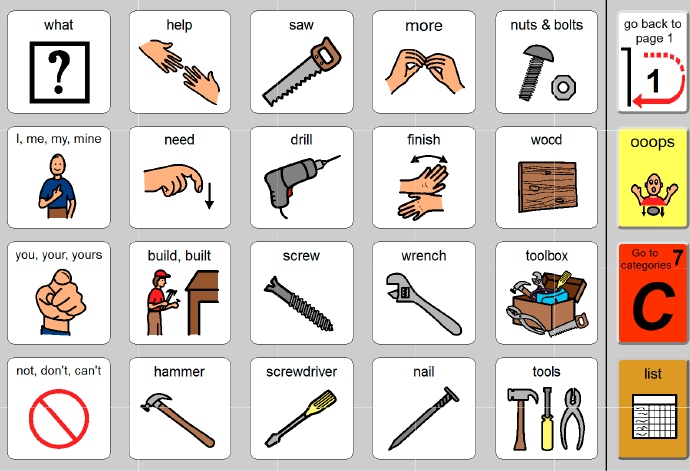 what
help
saw
more
nuts & bolts
go back to
page 1
?
1
I, me, my, mine
need
drill
finish
wocd
ooops
you, your, yours
build, built
screw
wrench
toolbox
Go to
categories 7
C
not, don't, can't
hammer
screwdriver
nail
tools
list